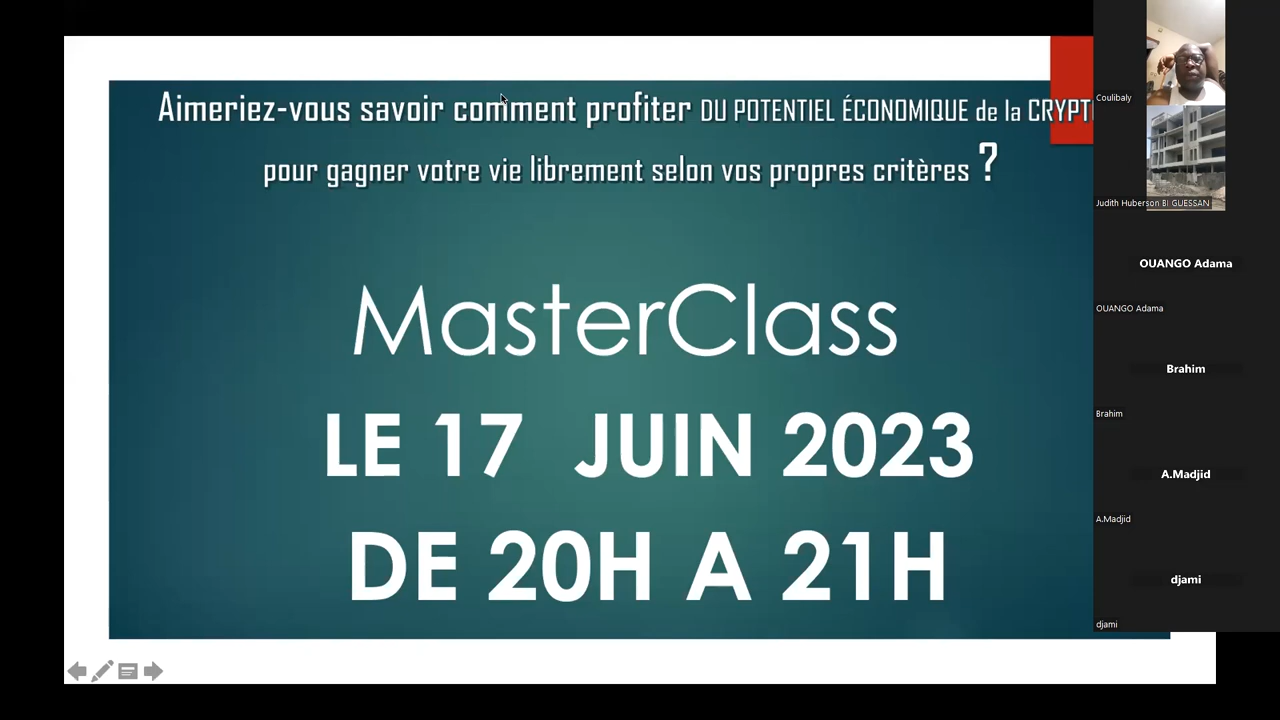 Aimeriez-vous savoir comment profiter DU POTENTIEL ÉCONOMIQUE de la CRYPT
pour gagner votre vie librement selon vos propres critères ?
MasterClass
LE 17 JUIN 2023
DE 20H A 21H
Coulibaly
Judith Huberson BI GUESSAN
OUANGO Adama
OUANGO Adama
Brahim
Brahim
A.Madjid
A.Madjid
djami
djami